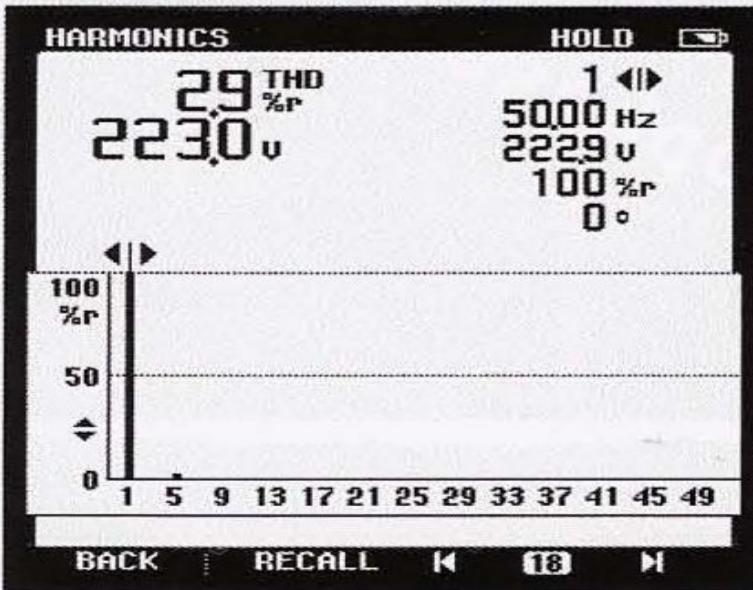 HARMONICS HOLD
2.9 THD %r
223.0 V
1
50.00 Hz
222.9 V
100 %r
0 °
100
%r
50
0
1 5 9 13 17 21 25 29 33 37 41 45 49
BACK RECALL 18